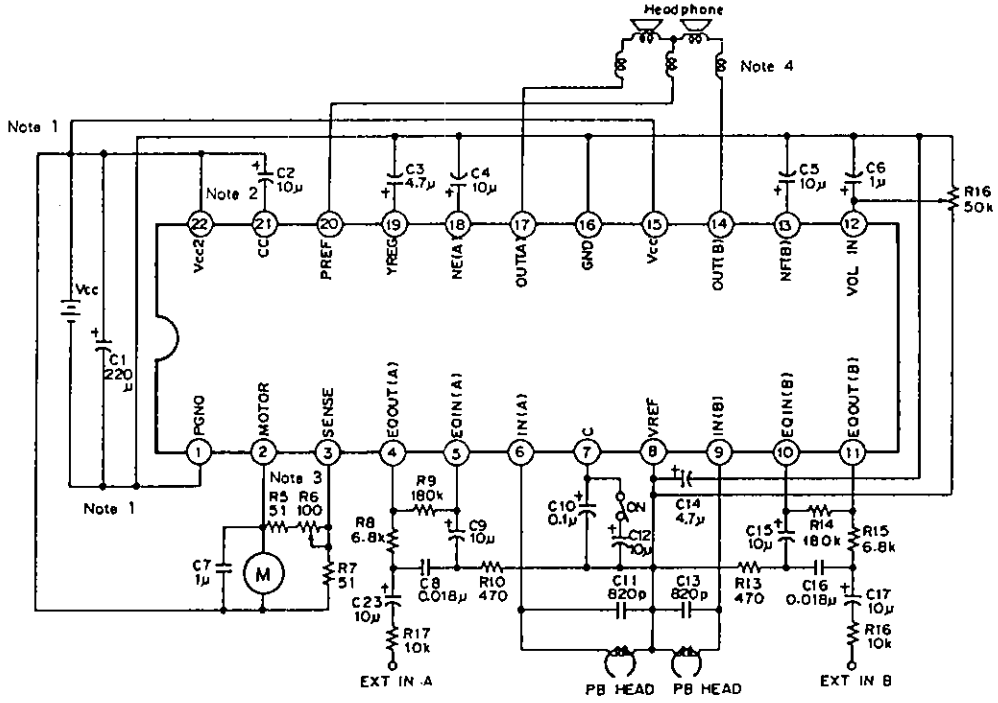 Headphone
Note 4
Note 1
C2
10μ
Note 2
C3
4.7μ
C4
10μ
C5
10μ
C6
1μ
R16
50k
22
21
20
19
18
17
16
15
14
13
12
Vcc2
CC
PREF
YREG
NE(A)
OUT(A)
GND
Vcc
OUT(B)
NF(B)
VOL IN
Vcc
C1
220
μ
PGND
MOTOR
SENSE
EQOUT(A)
EQIN(A)
IN(A)
C
VREF
IN(B)
EQIN(B)
EQOUT(B)
1
2
3
4
5
6
7
8
9
10
11
Note 1
Note 3
R5
51
R6
100
R7
51
C7
1μ
M
R9
180k
R8
6.8k
C9
10μ
C8
0.018μ
R10
470
C23
10μ
R17
10k
EXT IN A
C10
0.1μ
ON
C12
10μ
C14
4.7μ
C11
820p
C13
820p
PB HEAD
PB HEAD
C15
10μ
R14
180k
R15
6.8k
R13
470
C16
0.018μ
C17
10μ
R16
10k
EXT IN B